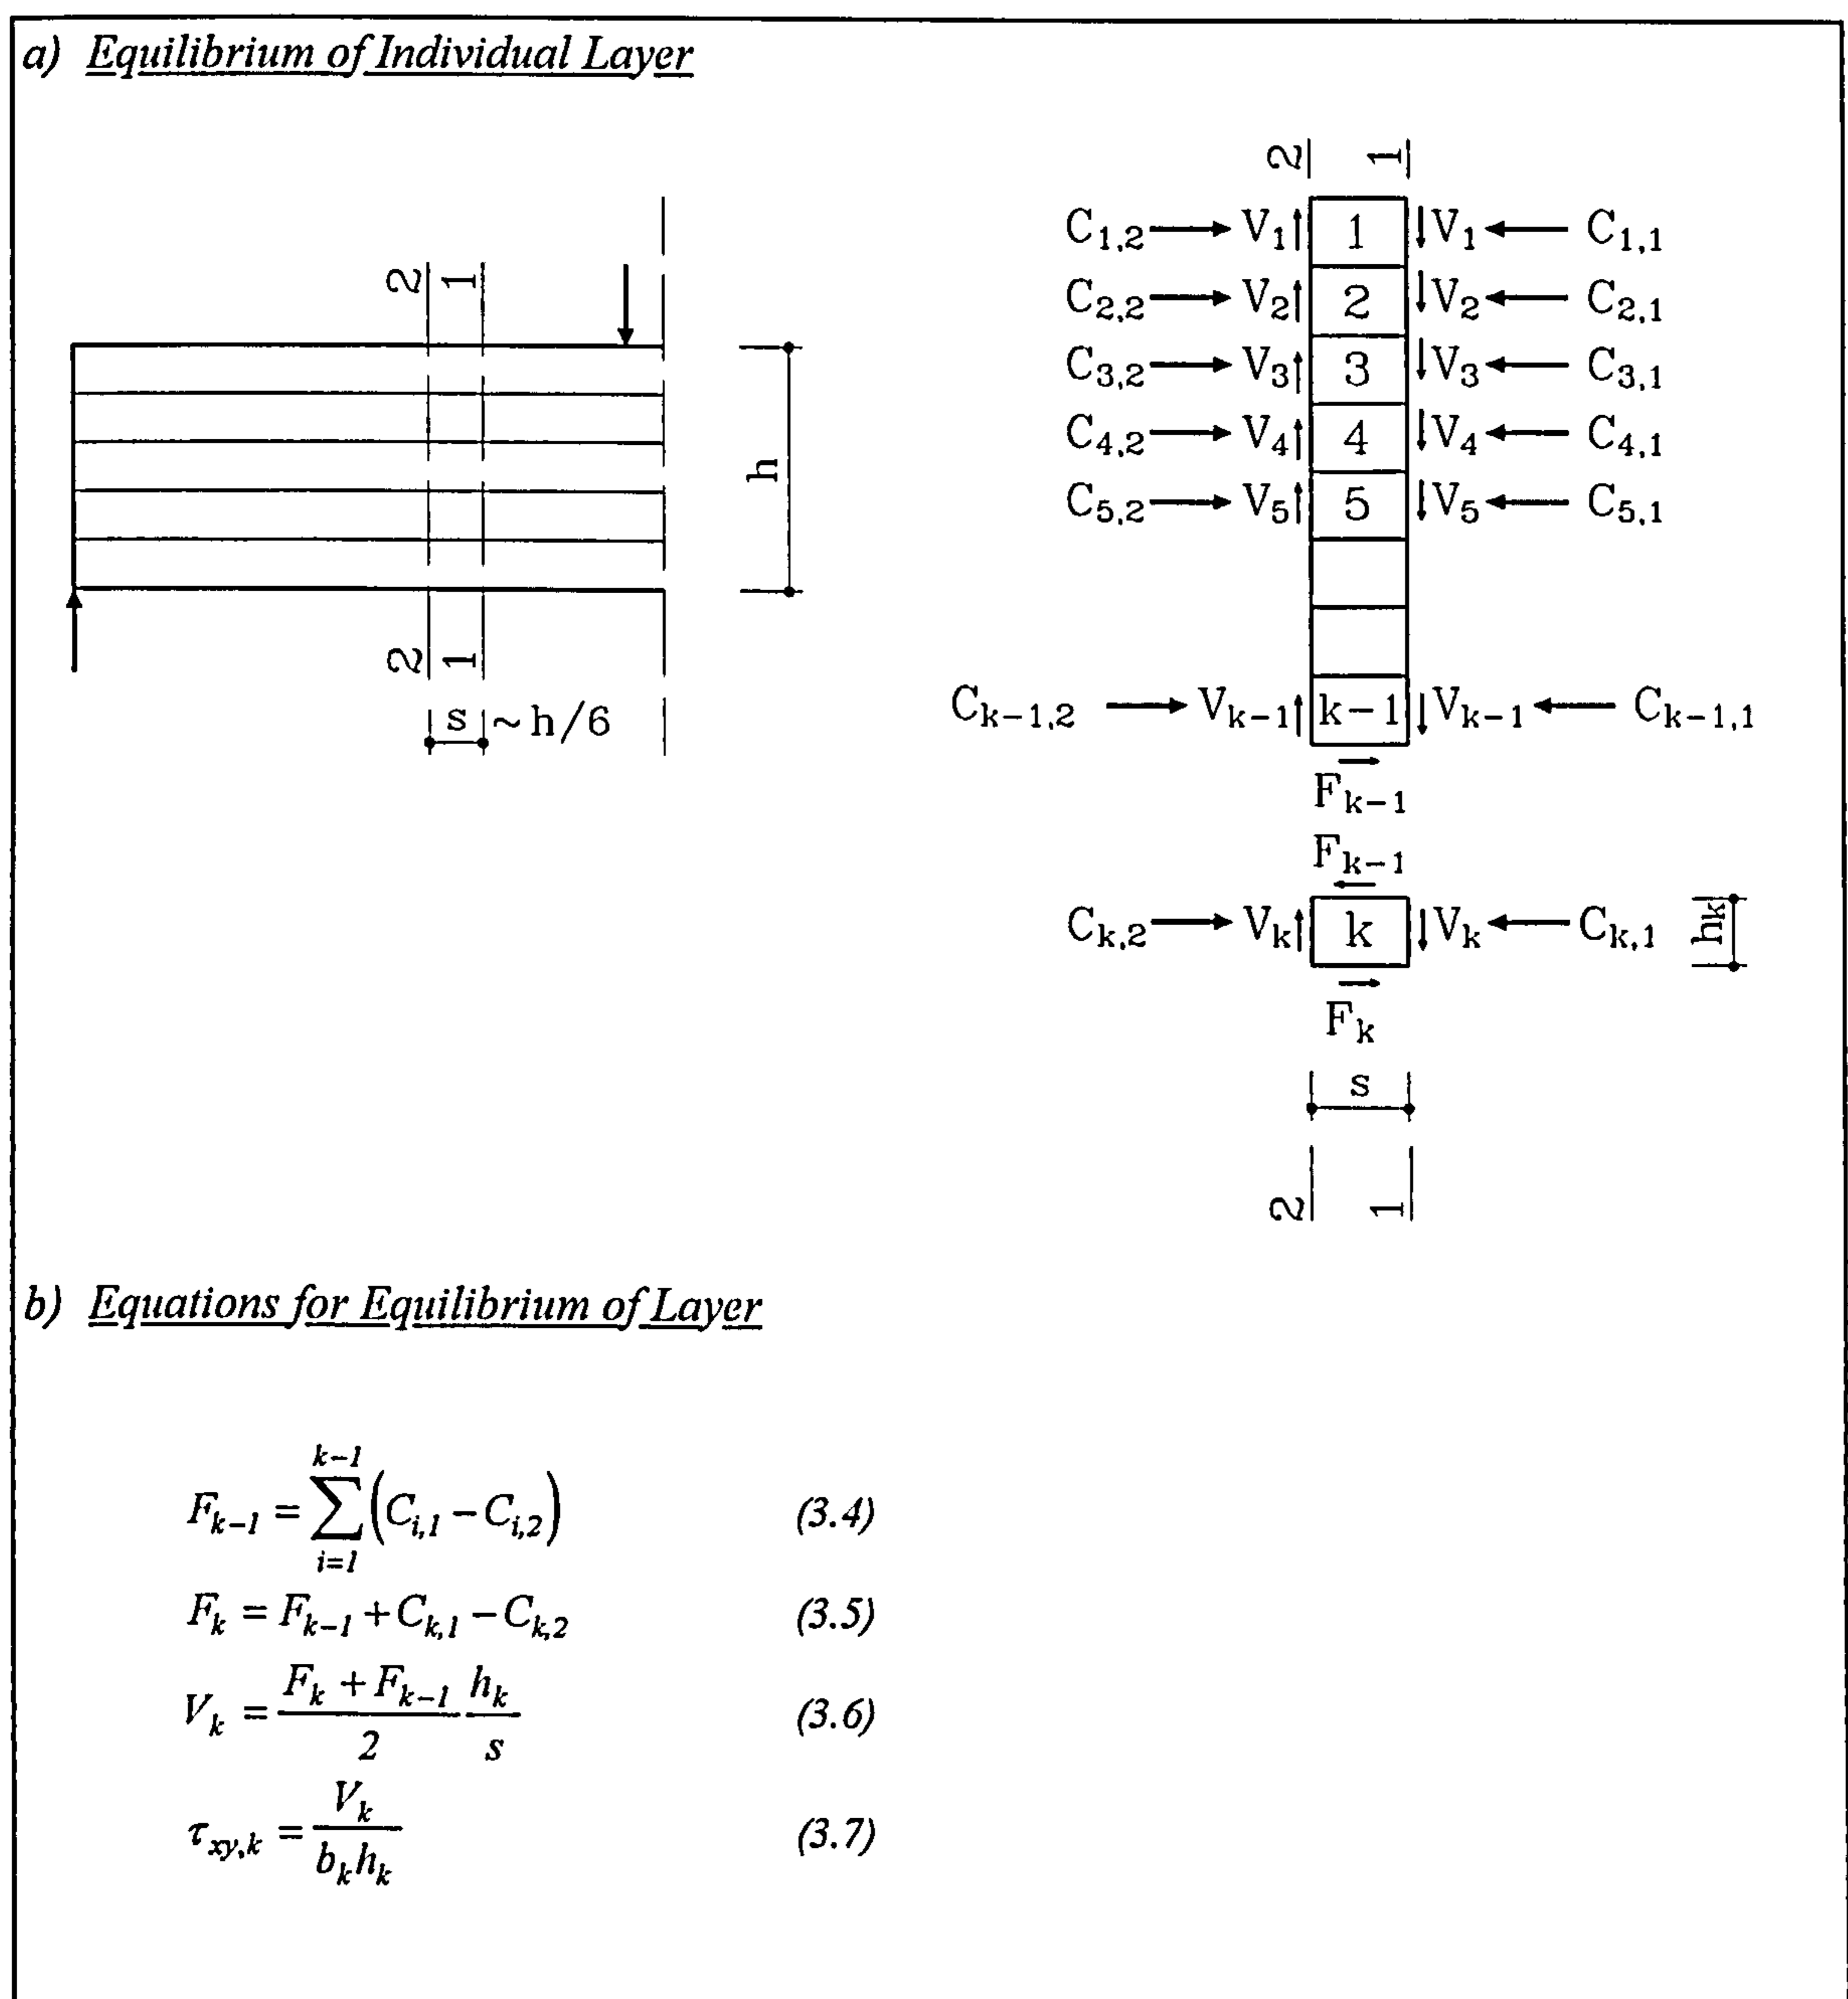 a) Equilibrium of Individual Layer
2 1
2 1
h
2 1
s ~h/6
C1,2 V1 1 V1 C1,1
C2,2 V2 2 V2 C2,1
C3,2 V3 3 V3 C3,1
C4,2 V4 4 V4 C4,1
C5,2 V5 5 V5 C5,1
Ck-1,2 Vk-1 k-1 Vk-1 Ck-1,1
Fk-1
Fk-1
Ck,2 Vk k Vk Ck,1 hk
Fk
s
2 1
b) Equations for Equilibrium of Layer
F_{k-1} = \sum_{i=1}^{k-1} (C_{i,1} - C_{i,2}) (3.4)
F_k = F_{k-1} + C_{k,1} - C_{k,2} (3.5)
V_k = \frac{F_k + F_{k-1}}{2} \frac{h_k}{s} (3.6)
\tau_{xy,k} = \frac{V_k}{b_k h_k} (3.7)